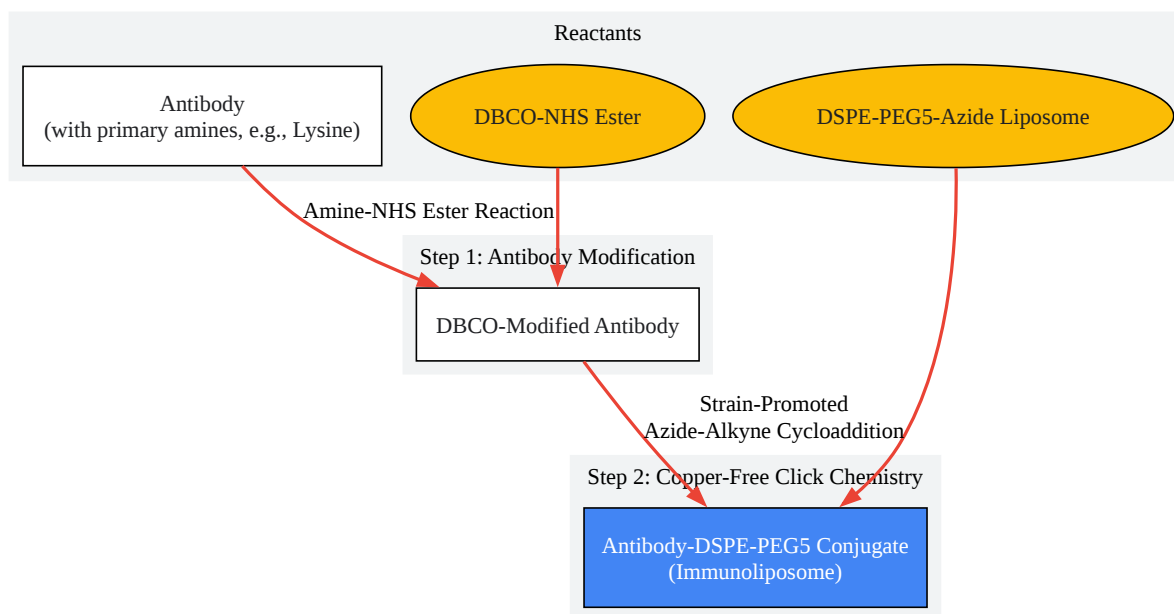 Reactants
Antibody
(with primary amines, e.g., Lysine)
DBCO-NHS Ester
DSPE-PEG5-Azide Liposome
Amine-NHS Ester Reaction
Step 1: Antibody Modification
DBCO-Modified Antibody
Strain-Promoted
Azide-Alkyne Cycloaddition
Step 2: Copper-Free Click Chemistry
Antibody-DSPE-PEG5 Conjugate
(Immunoliposome)